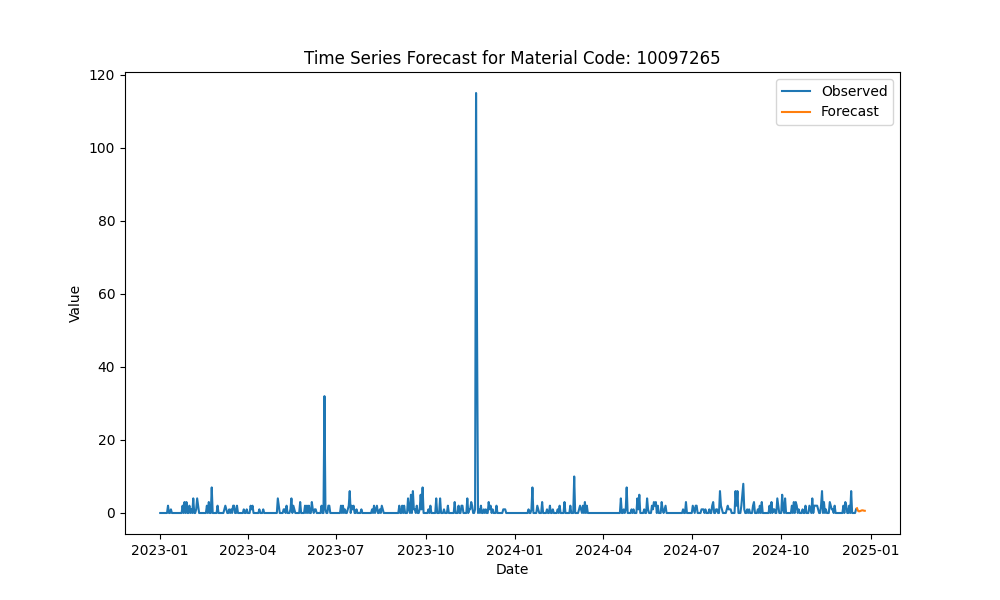 Time Series Forecast for Material Code: 10097265
Observed
Forecast
120
100
80
60
40
20
0
Value
2023-01 2023-04 2023-07 2023-10 2024-01 2024-04 2024-07 2024-10 2025-01
Date